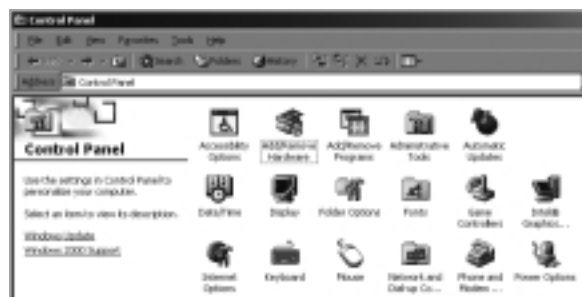 Control Panel
File Edit View Favorites Tools Help
Search Folders History
Address Control Panel
Control Panel
Use the settings in Control Panel to
personalize your computer.
Select an item to view its description.
Windows Update
Windows 2000 Support
Accessibility
Options
Add/Remove
Hardware
Add/Remove
Programs
Administrative
Tools
Automatic
Updates
Date/Time
Display
Folder Options
Fonts
Game
Controllers
Intel®
Graphics...
Internet
Options
Keyboard
Mouse
Network and
Dial-up Co...
Phone and
Modem ...
Power Options